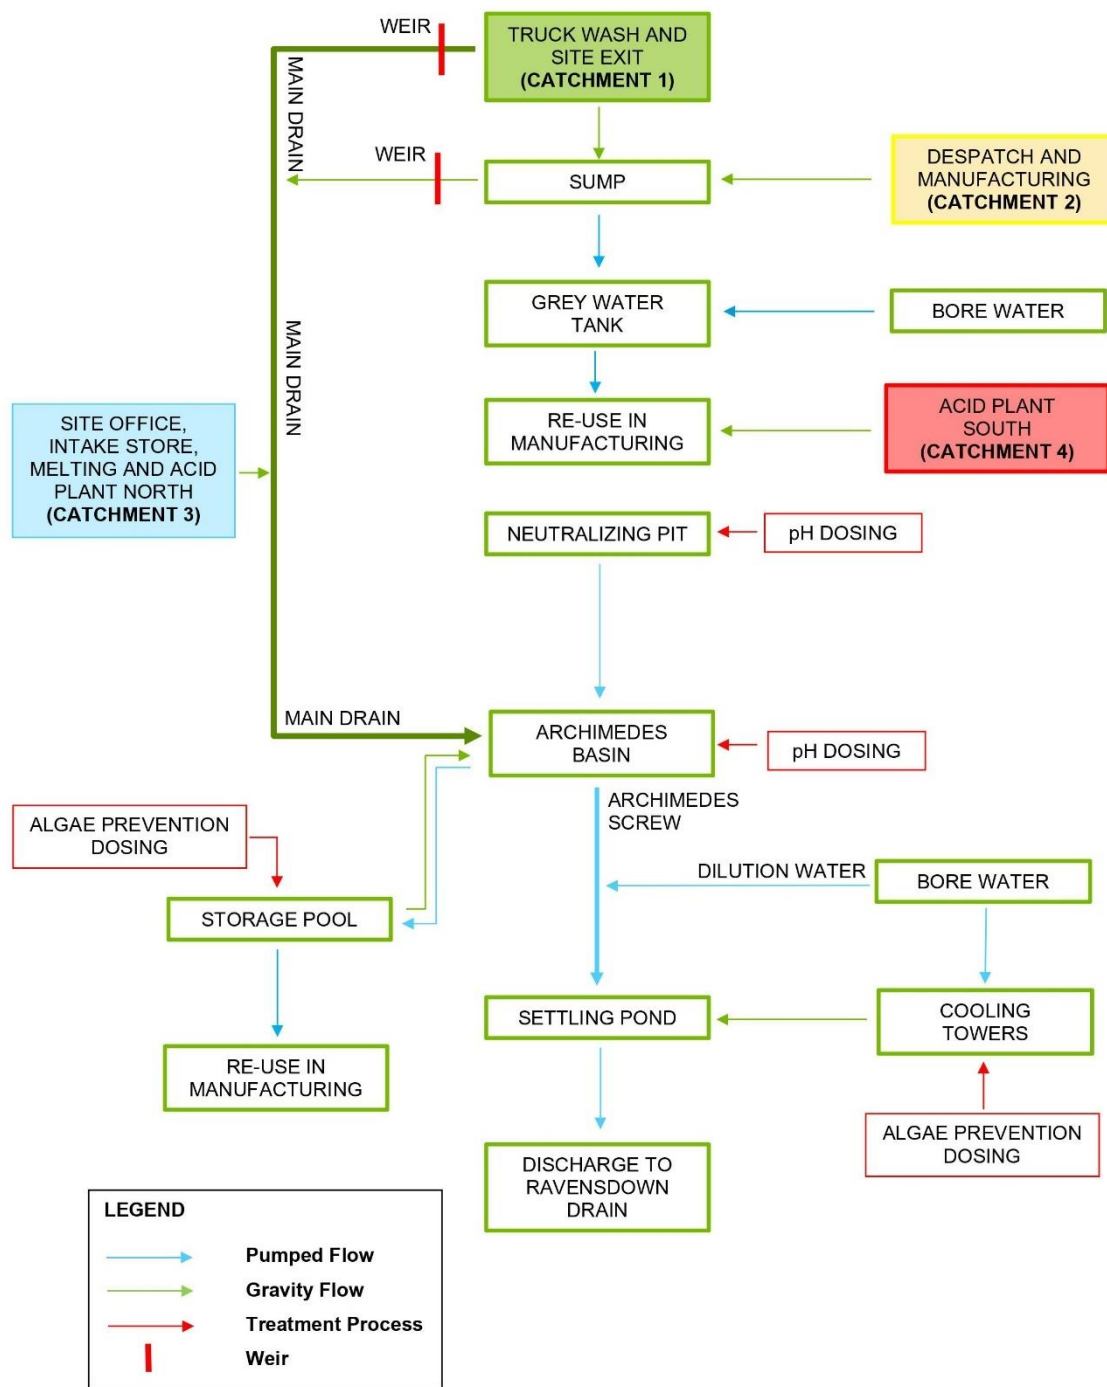 WEIR
TRUCK WASH AND
SITE EXIT
(CATCHMENT 1)
MAIN DRAIN
WEIR
SUMP
DESPATCH AND
MANUFACTURING
(CATCHMENT 2)
GREY WATER
TANK
BORE WATER
MAIN DRAIN
SITE OFFICE,
INTAKE STORE,
MELTING AND ACID
PLANT NORTH
(CATCHMENT 3)
RE-USE IN
MANUFACTURING
ACID PLANT
SOUTH
(CATCHMENT 4)
NEUTRALIZING PIT
pH DOSING
MAIN DRAIN
ARCHIMEDES
BASIN
pH DOSING
ARCHIMEDES
SCREW
ALGAE PREVENTION
DOSING
DILUTION WATER
BORE WATER
STORAGE POOL
SETTLING POND
COOLING
TOWERS
RE-USE IN
MANUFACTURING
ALGAE PREVENTION
DOSING
DISCHARGE TO
RAVENSDOWN
DRAIN
LEGEND
Pumped Flow
Gravity Flow
Treatment Process
Weir